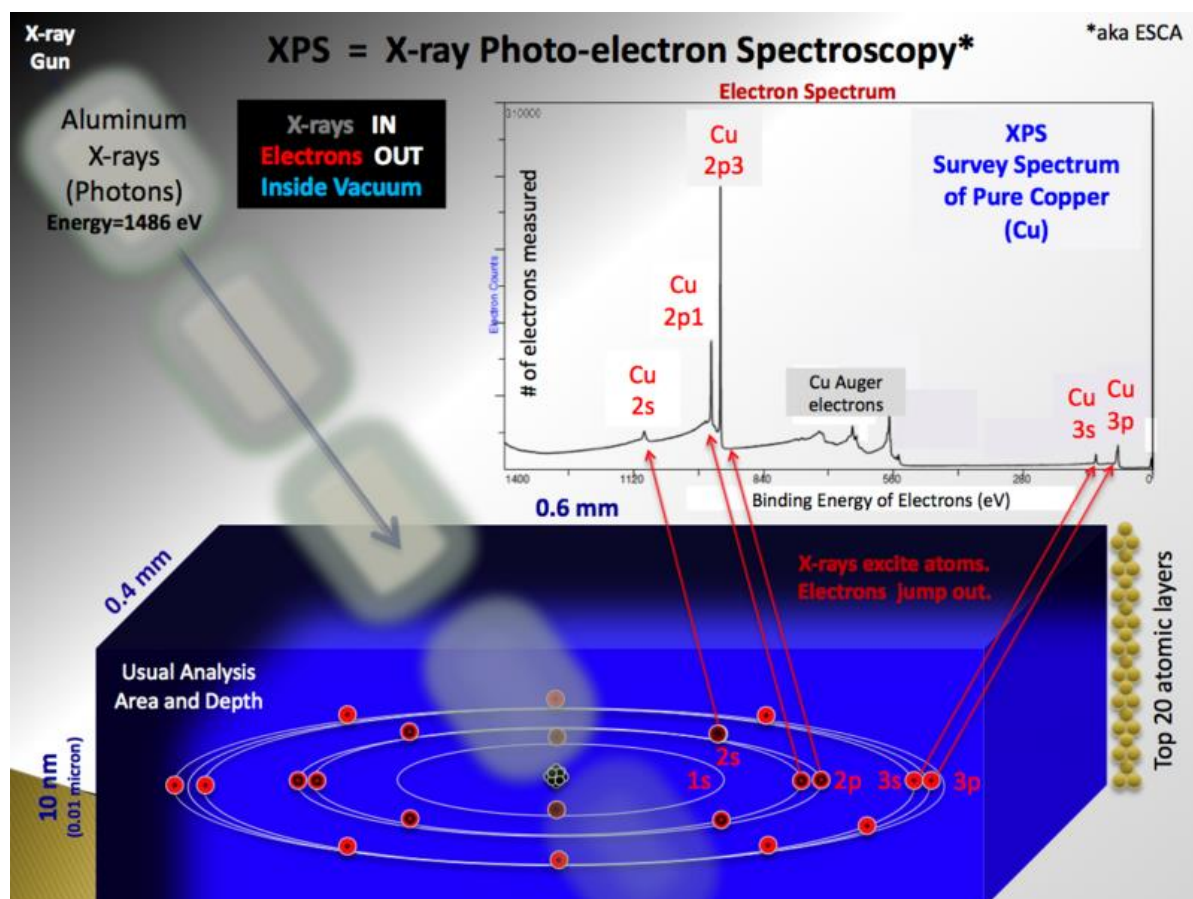 X-ray
Gun
XPS = X-ray Photo-electron Spectroscopy*
*aka ESCA
Aluminum
X-rays
(Photons)
Energy=1486 eV
X-rays IN
Electrons OUT
Inside Vacuum
Electron Spectrum
10000
Electron Counts
# of electrons measured
Cu
2p3
Cu
2p1
Cu
2s
Cu Auger
electrons
Cu
3s
Cu
3p
XPS
Survey Spectrum
of Pure Copper
(Cu)
1400
1120
840
560
280
0
Binding Energy of Electrons (eV)
0.6 mm
0.4 mm
X-rays excite atoms.
Electrons jump out.
Top 20 atomic layers
Usual Analysis
Area and Depth
10 nm
(0.01 micron)
1s
2s
2p
3s
3p